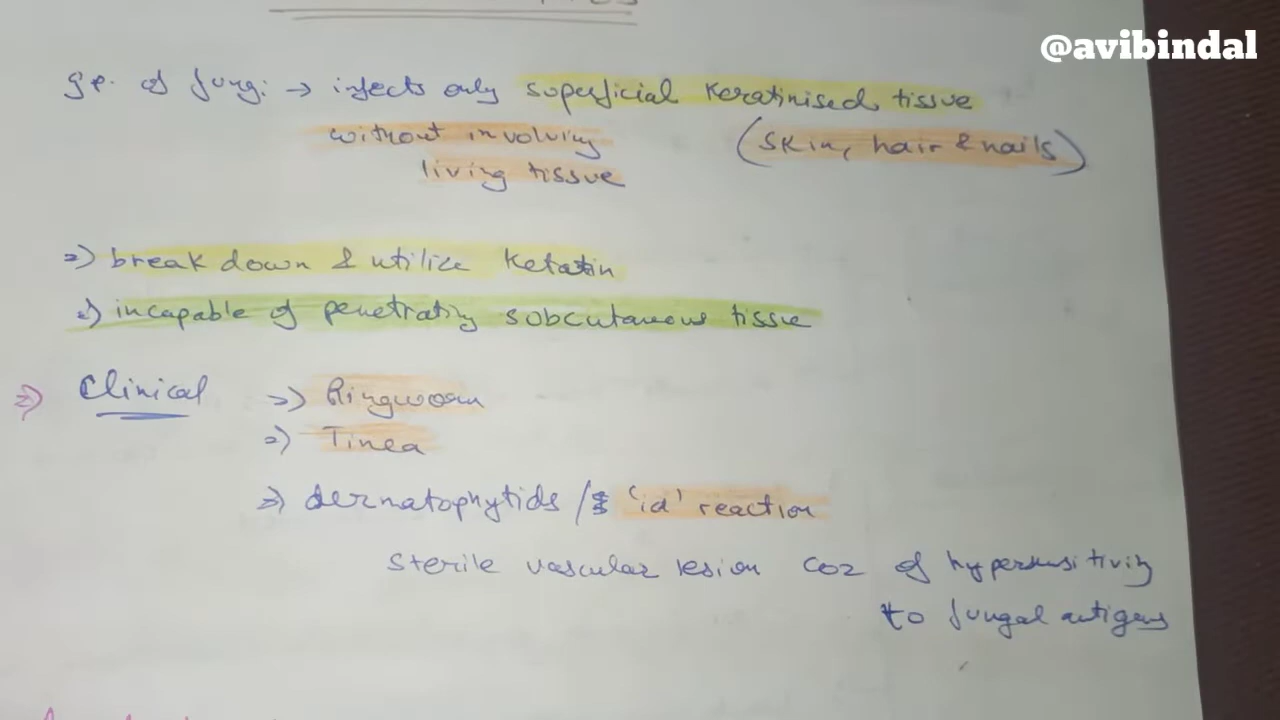 @avibindal
gp. of fungi → infects only superficial keratinised tissue
without involving (skin, hair & nails)
living tissue
⇒) break down & utilize keratin
⇒) incapable of penetrating subcutaneous tissue
⇒) Clinical ⇒) Ringworm
⇒) Tinea
⇒) dermatophytids / 'id' reaction
sterile vascular lesion coz of hypersensitivity
to fungal antigens